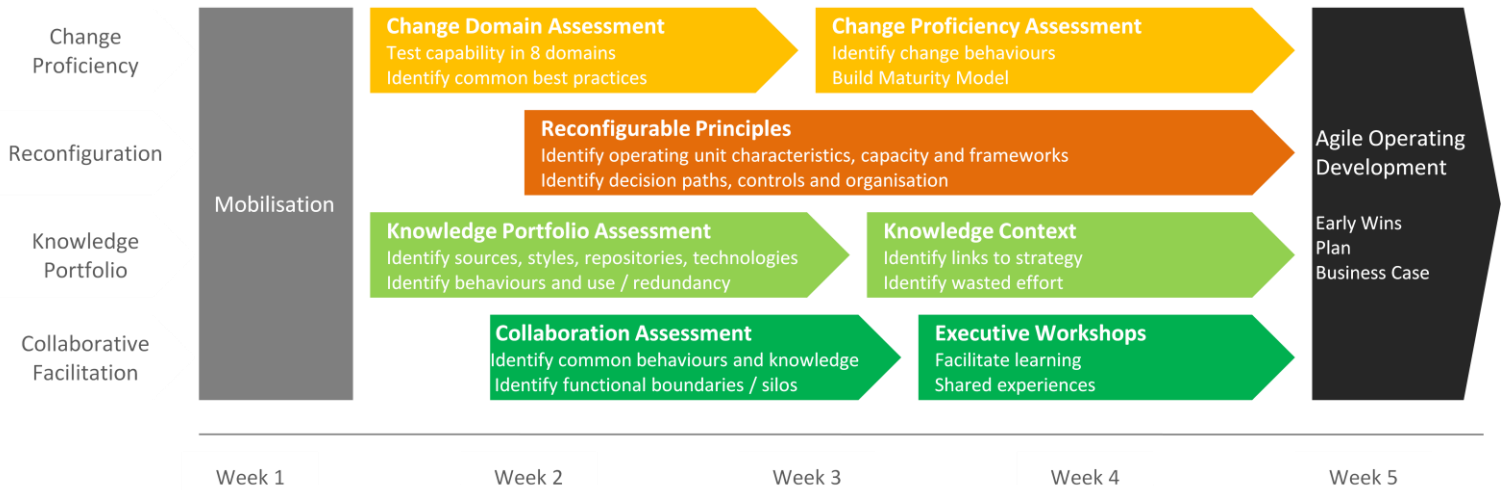 Change
Proficiency
Change Domain Assessment
Test capability in 8 domains
Identify common best practices
Change Proficiency Assessment
Identify change behaviours
Build Maturity Model
Reconfiguration
Reconfigurable Principles
Identify operating unit characteristics, capacity and frameworks
Identify decision paths, controls and organisation
Mobilisation
Agile Operating
Development
Early Wins
Plan
Business Case
Knowledge
Portfolio
Knowledge Portfolio Assessment
Identify sources, styles, repositories, technologies
Identify behaviours and use / redundancy
Knowledge Context
Identify links to strategy
Identify wasted effort
Collaborative
Facilitation
Collaboration Assessment
Identify common behaviours and knowledge
Identify functional boundaries / silos
Executive Workshops
Facilitate learning
Shared experiences
Week 1
Week 2
Week 3
Week 4
Week 5